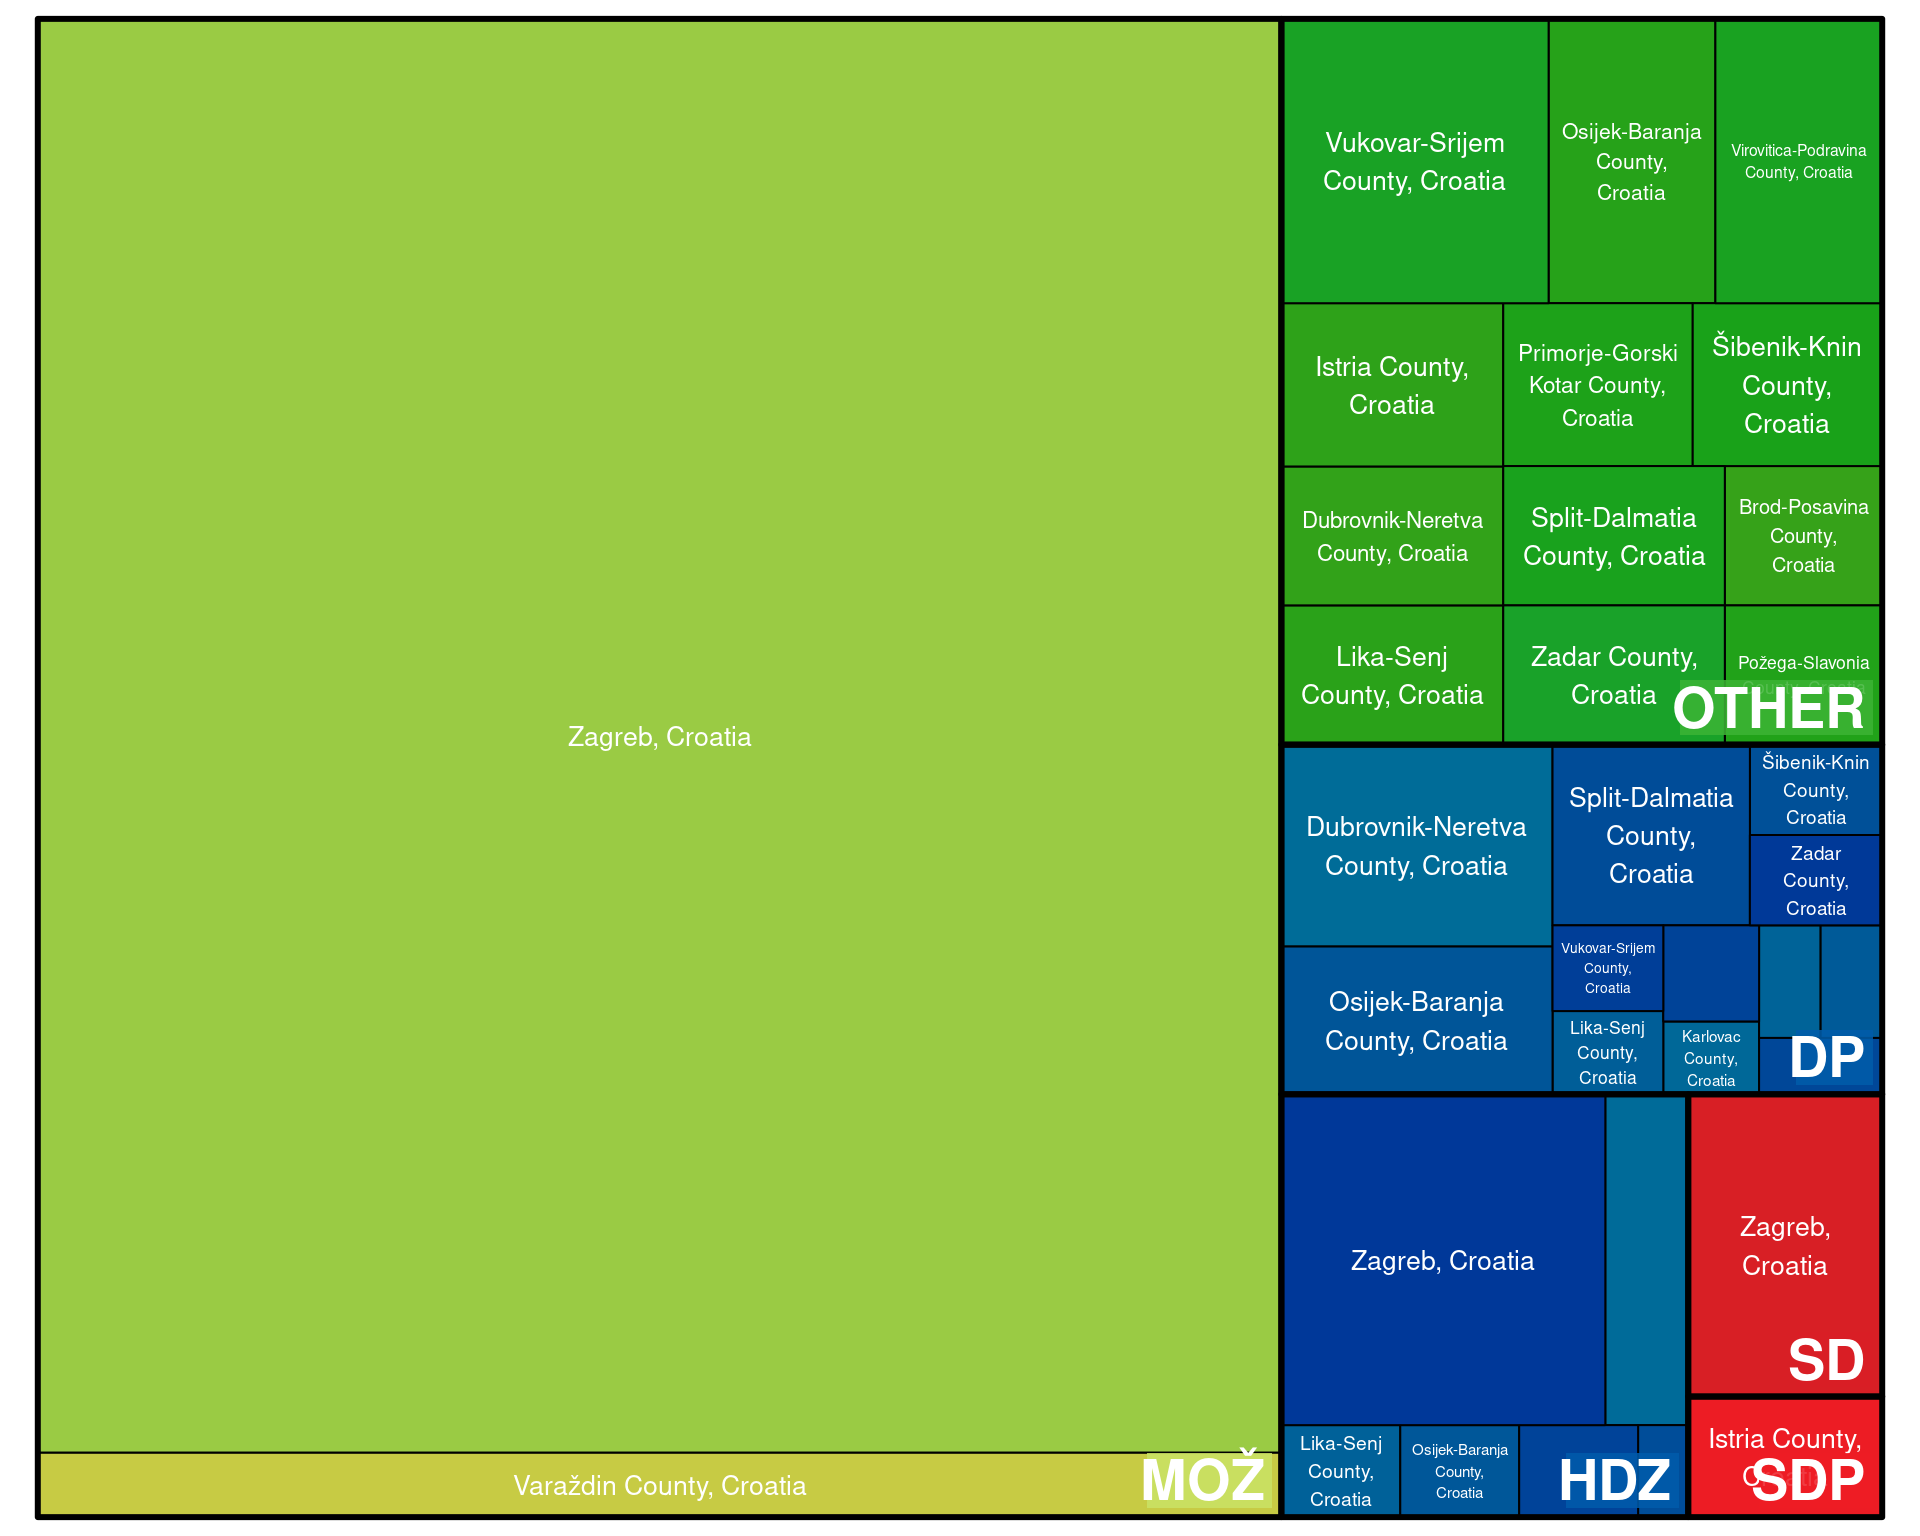 Zagreb, Croatia
Varaždin County, Croatia
MOŽ
Vukovar-Srijem
County, Croatia
Osijek-Baranja
County,
Croatia
Virovitica-Podravina
County, Croatia
Istria County,
Croatia
Primorje-Gorski
Kotar County,
Croatia
Šibenik-Knin
County,
Croatia
Dubrovnik-Neretva
County, Croatia
Split-Dalmatia
County, Croatia
Brod-Posavina
County,
Croatia
Lika-Senj
County, Croatia
Zadar County,
Croatia
Požega-Slavonia
OTHER
Dubrovnik-Neretva
County, Croatia
Split-Dalmatia
County,
Croatia
Šibenik-Knin
County,
Croatia
Zadar
County,
Croatia
Osijek-Baranja
County, Croatia
Vukovar-Srijem
County,
Croatia
Lika-Senj
County,
Croatia
Karlovac
County,
Croatia
DP
Zagreb, Croatia
Lika-Senj
County,
Croatia
Osijek-Baranja
County,
Croatia
HDZ
Zagreb,
Croatia
SD
Istria County,
SDP